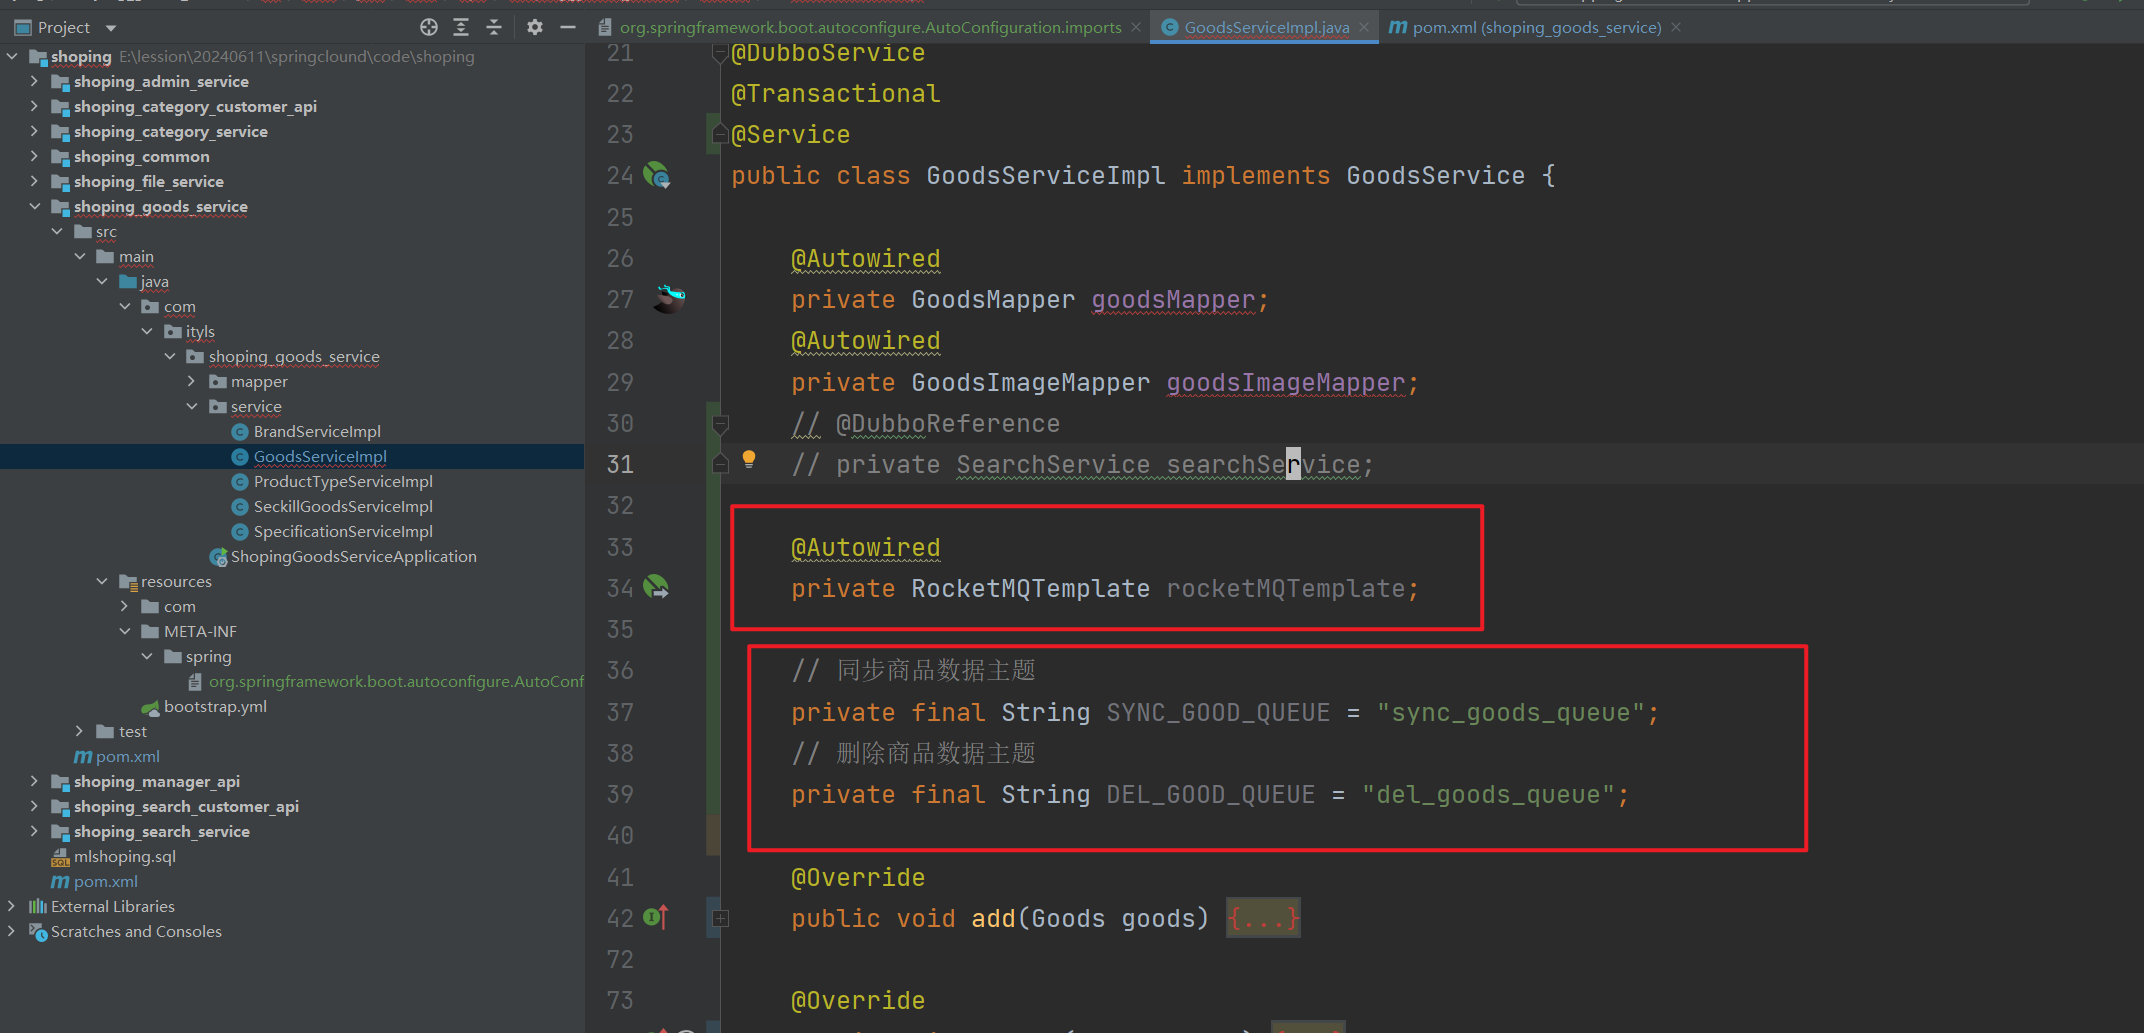 Project
org.springframework.boot.autoconfigure.AutoConfiguration.imports
GoodsServiceImpl.java
pom.xml (shoping_goods_service)
shoping E:\lession\20240611\springclound\code\shoping
shoping_admin_service
shoping_category_customer_api
shoping_category_service
shoping_common
shoping_file_service
shoping_goods_service
src
main
java
com
ityls
shoping_goods_service
mapper
service
BrandServiceImpl
GoodsServiceImpl
ProductTypeServiceImpl
SeckillGoodsServiceImpl
SpecificationServiceImpl
ShopingGoodsServiceApplication
resources
com
META-INF
spring
org.springframework.boot.autoconfigure.AutoConf
bootstrap.yml
test
pom.xml
shoping_manager_api
shoping_search_customer_api
shoping_search_service
mlshoping.sql
pom.xml
External Libraries
Scratches and Consoles
21 @DubboService
22 @Transactional
23 @Service
24 public class GoodsServiceImpl implements GoodsService {
25
26 @Autowired
27 private GoodsMapper goodsMapper;
28 @Autowired
29 private GoodsImageMapper goodsImageMapper;
30 // @DubboReference
31 // private SearchService searchService;
32
33 @Autowired
34 private RocketMQTemplate rocketMQTemplate;
35
36 // 同步商品数据主题
37 private final String SYNC_GOOD_QUEUE = "sync_goods_queue";
38 // 删除商品数据主题
39 private final String DEL_GOOD_QUEUE = "del_goods_queue";
40
41 @Override
42 public void add(Goods goods) {...}
72
73 @Override